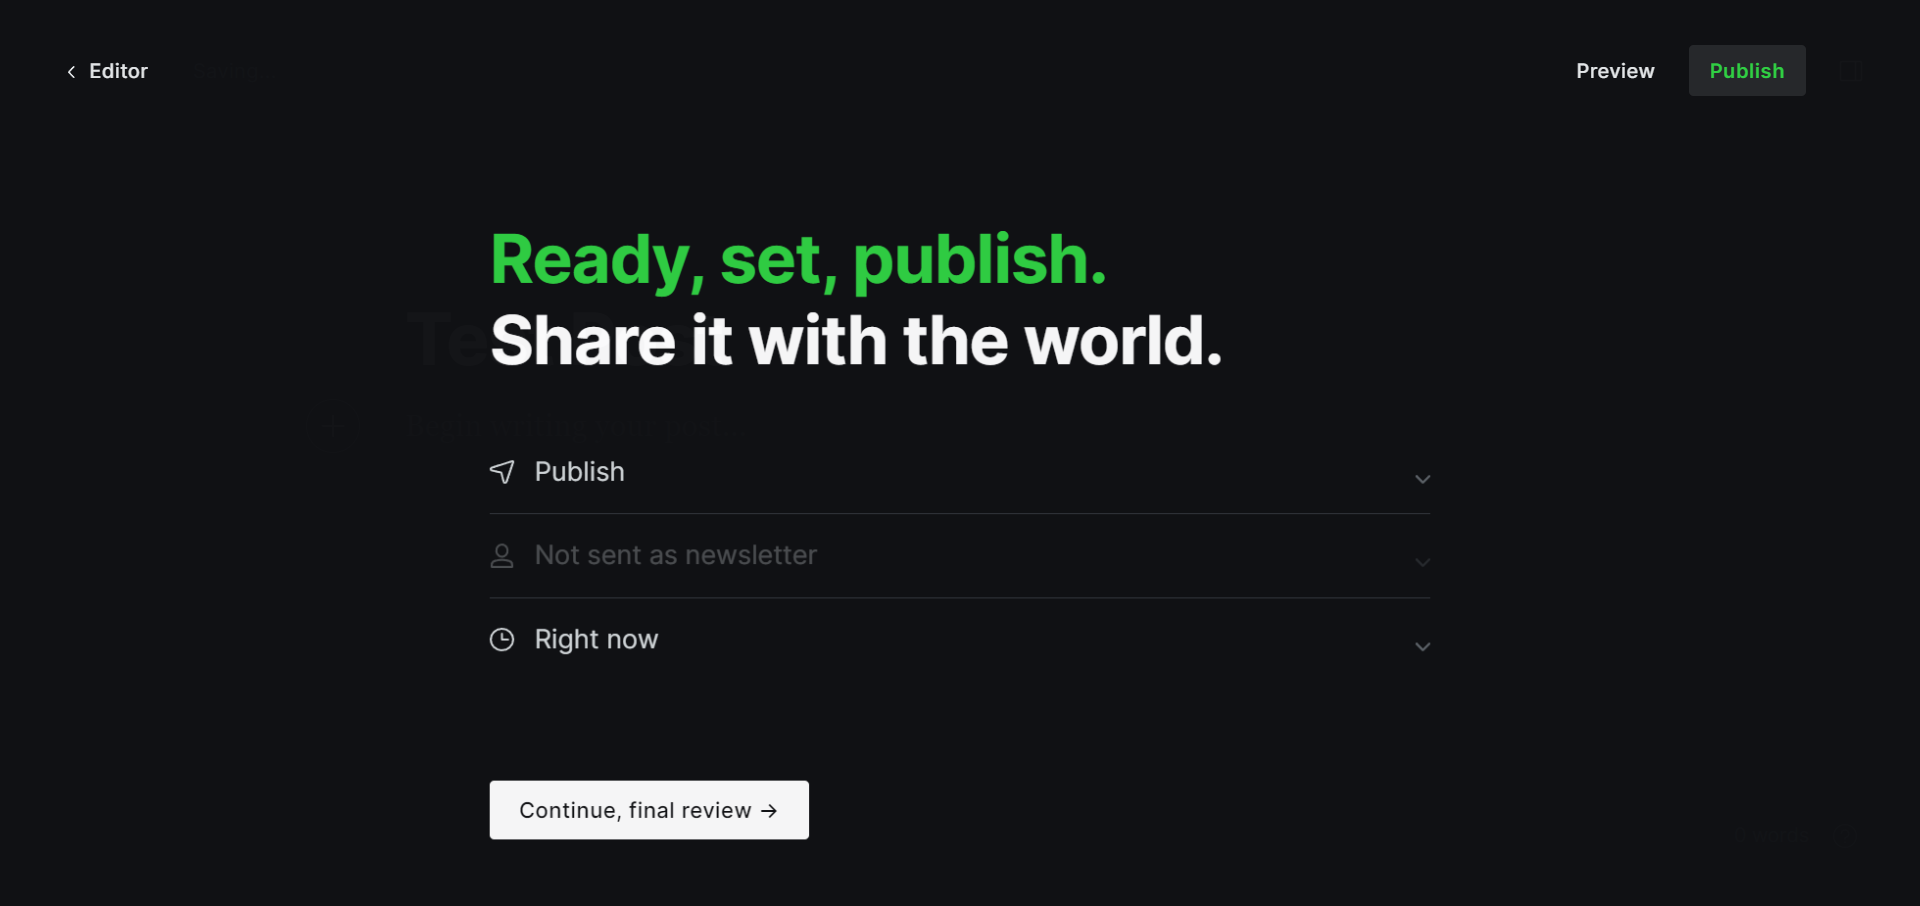 Editor
Preview
Publish
Ready, set, publish.
Share it with the world.
Publish
Not sent as newsletter
Right now
Continue, final review →